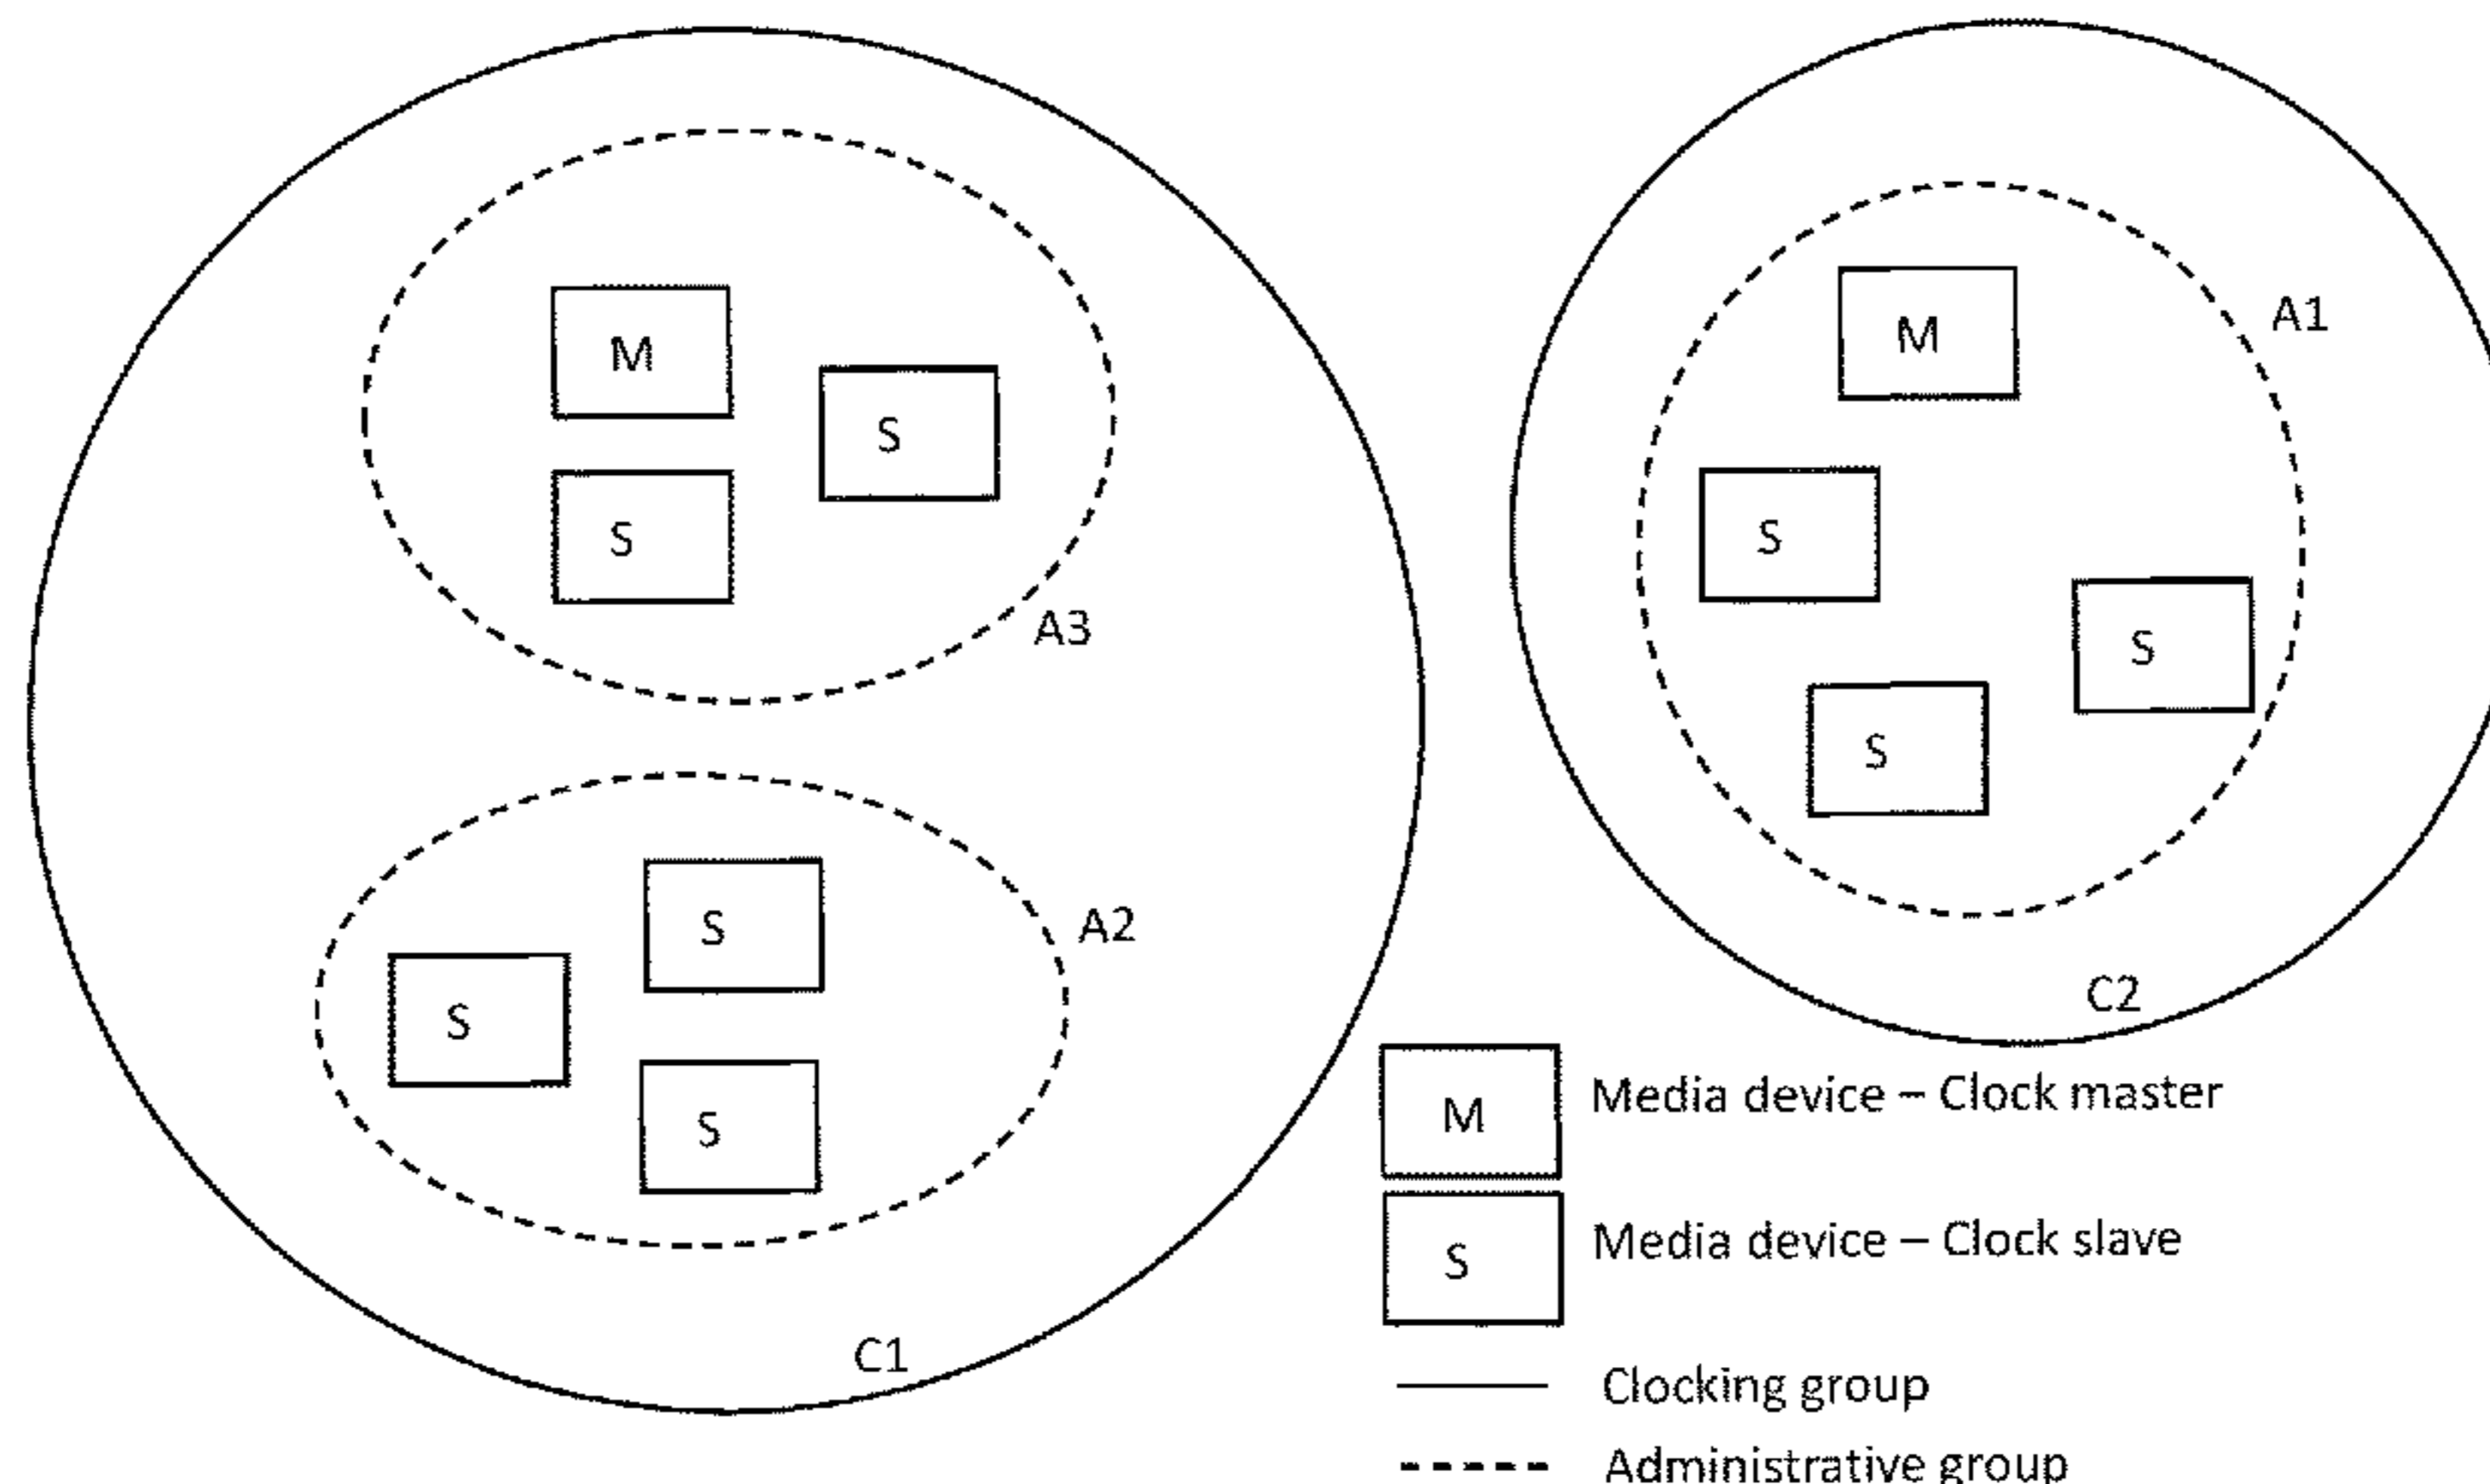 M
S
S
A3
S
A2
S
S
C1
M
A1
S
S
S
C2
M Media device – Clock master
S Media device – Clock slave
Clocking group
Administrative group